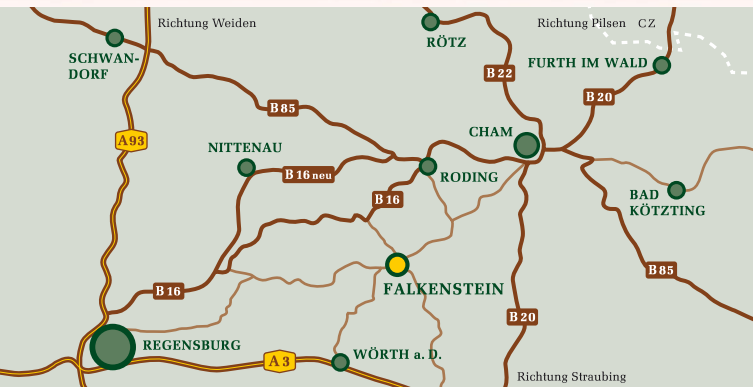 Richtung Weiden
Richtung Pilsen CZ
RÖTZ
SCHWAN-
DORF
FURTH IM WALD
B 22
B 20
B 85
CHAM
A 93
NITTENAU
B 16 neu
RODING
B 16
BAD
KÖTZTING
B 85
B 16
FALKENSTEIN
B 20
REGENSBURG
A 3
WÖRTH a. D.
Richtung Straubing